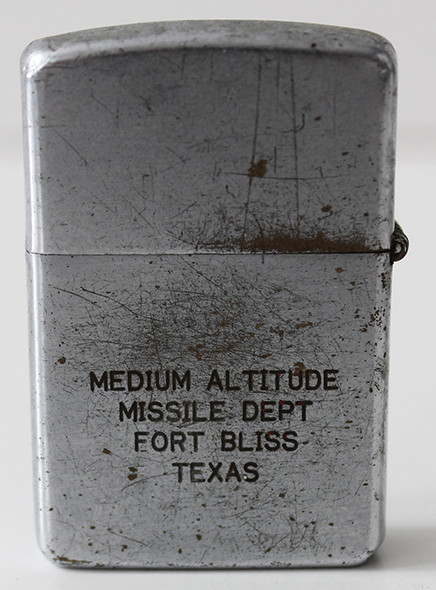 MEDIUM ALTITUDE
MISSILE DEPT
FORT BLISS
TEXAS